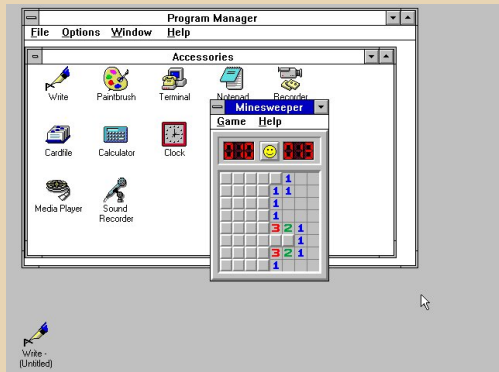 Program Manager
File Options Window Help
Accessories
Write Paintbrush Terminal Notepad Recorder
Minesweeper
Game Help
Cardfile Calculator Clock
1
1 1
1
1
3 2 1
1
3 2 1
1
Media Player Sound
Recorder
Write -
(Untitled)